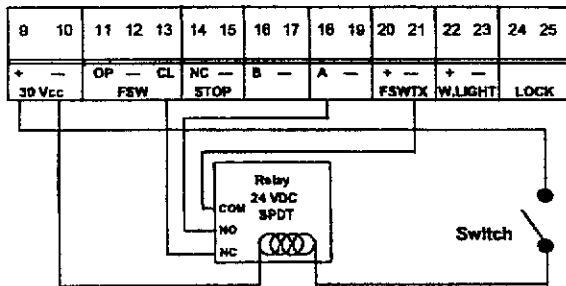 9 10 11 12 13 14 15 16 17 16 19 20 21 22 23 24 25
+ — OP — CL NC — B — A — + — + —
30 Vcc FSW STOP FSWTX W.LIGHT LOCK
Relay
24 VDC
SPDT
COM
NO
NC
Switch